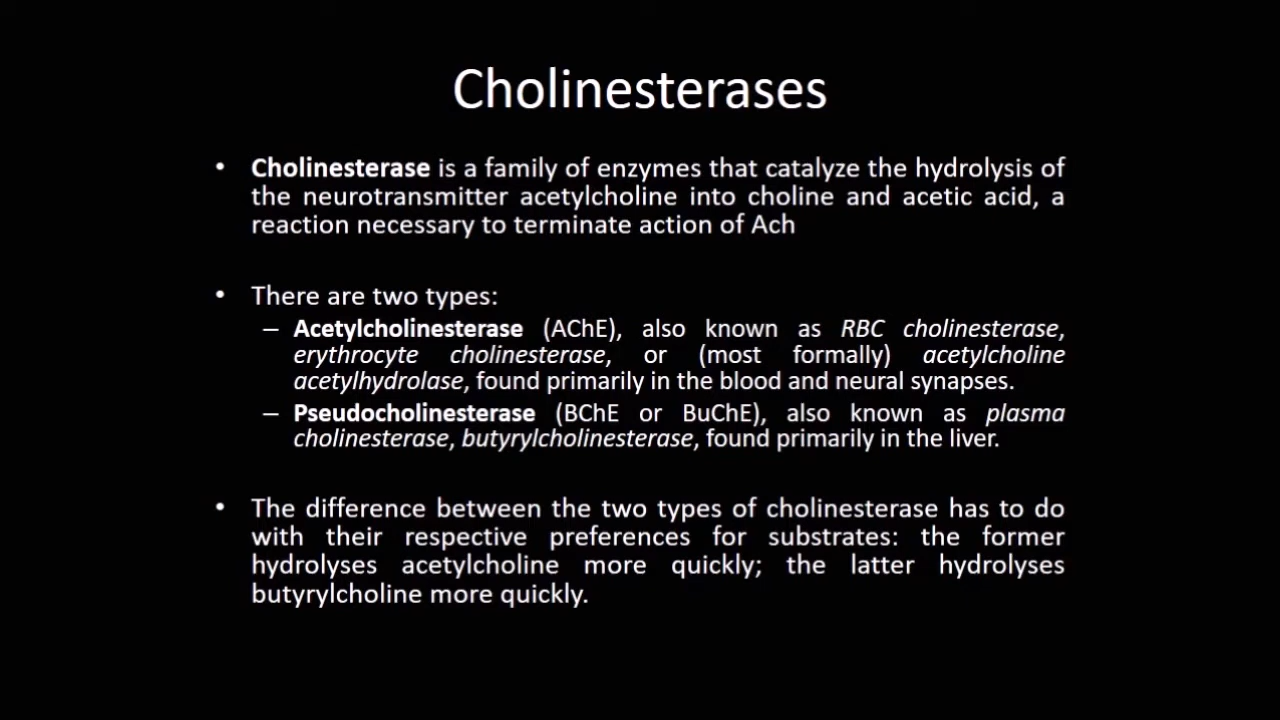 Cholinesterases
• Cholinesterase is a family of enzymes that catalyze the hydrolysis of
the neurotransmitter acetylcholine into choline and acetic acid, a
reaction necessary to terminate action of Ach
• There are two types:
– Acetylcholinesterase (AChE), also known as RBC cholinesterase,
erythrocyte cholinesterase, or (most formally) acetylcholine
acetylhydrolase, found primarily in the blood and neural synapses.
– Pseudocholinesterase (BChE or BuChE), also known as plasma
cholinesterase, butyrylcholinesterase, found primarily in the liver.
• The difference between the two types of cholinesterase has to do
with their respective preferences for substrates: the former
hydrolyses acetylcholine more quickly; the latter hydrolyses
butyrylcholine more quickly.